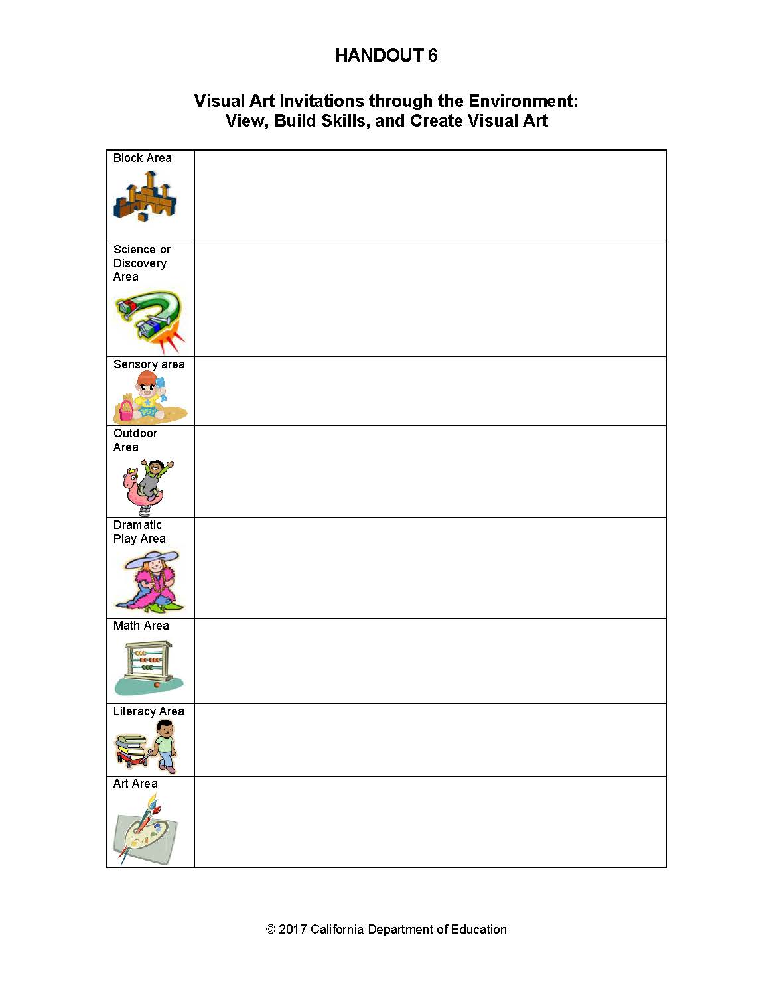 HANDOUT 6
Visual Art Invitations through the Environment:
View, Build Skills, and Create Visual Art
Block Area
Science or
Discovery
Area
Sensory area
Outdoor
Area
Dramatic
Play Area
Math Area
Literacy Area
Art Area
© 2017 California Department of Education